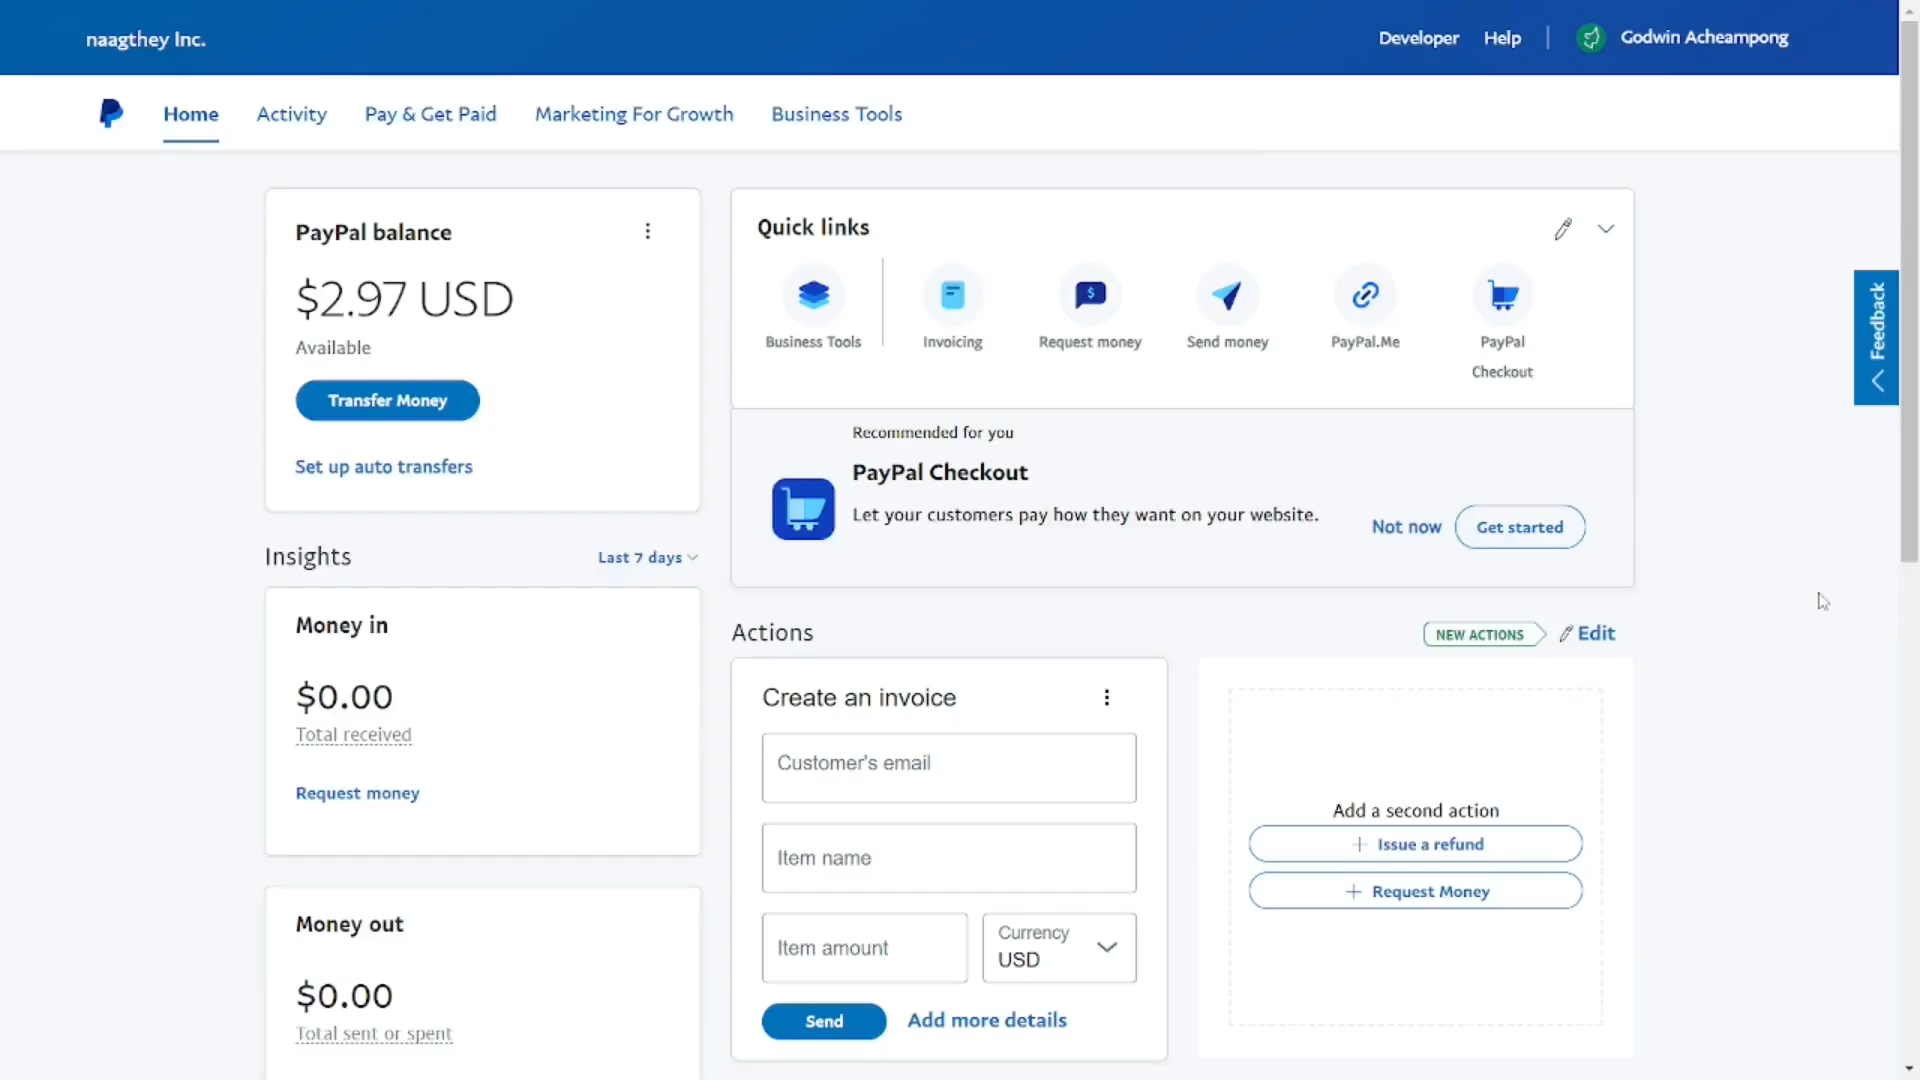 naagthey Inc.
Developer Help Godwin Acheampong
Home Activity Pay & Get Paid Marketing For Growth Business Tools
PayPal balance
$2.97 USD
Available
Transfer Money
Set up auto transfers
Quick links
Business Tools
Invoicing
Request money
Send money
PayPal.Me
PayPal
Checkout
Recommended for you
PayPal Checkout
Let your customers pay how they want on your website.
Not now
Get started
Feedback
Insights
Last 7 days
Money in
$0.00
Total received
Request money
Money out
$0.00
Total sent or spent
Actions
NEW ACTIONS
Edit
Create an invoice
Customer's email
Item name
Item amount
Currency
USD
Send
Add more details
Add a second action
Issue a refund
Request Money